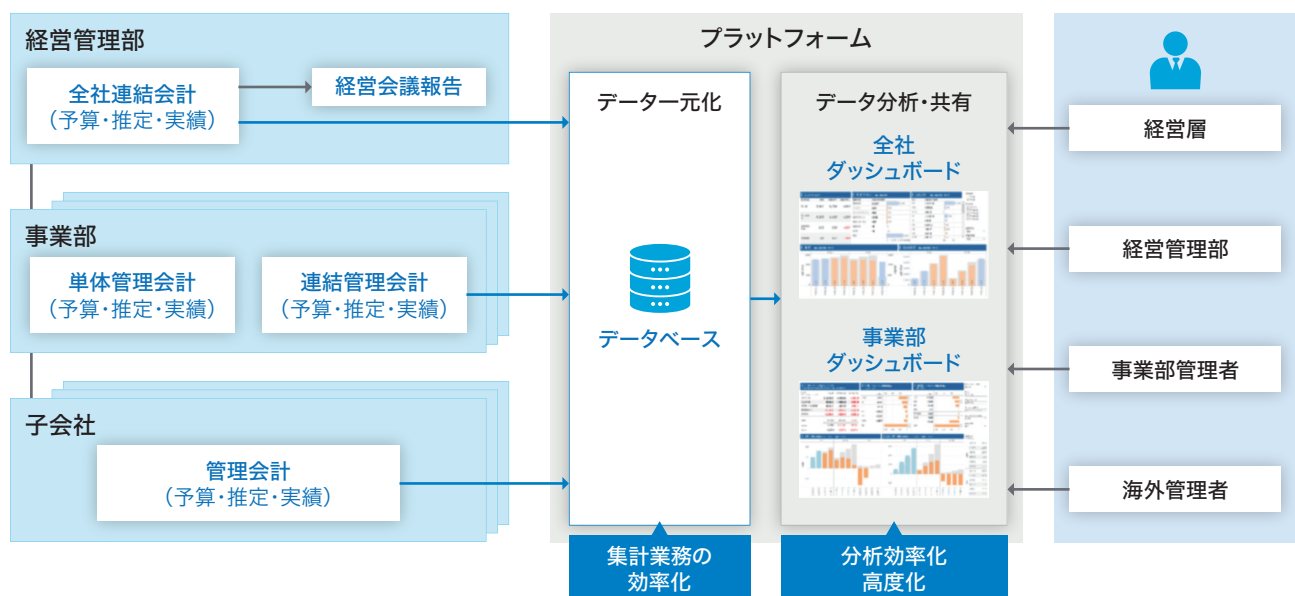 経営管理部
全社連結会計
（予算・推定・実績）
経営会議報告
事業部
単体管理会計
（予算・推定・実績）
連結管理会計
（予算・推定・実績）
子会社
管理会計
（予算・推定・実績）
プラットフォーム
データ一元化
データベース
集計業務の
効率化
データ分析・共有
全社
ダッシュボード
事業部
ダッシュボード
分析効率化
高度化
経営層
経営管理部
事業部管理者
海外管理者